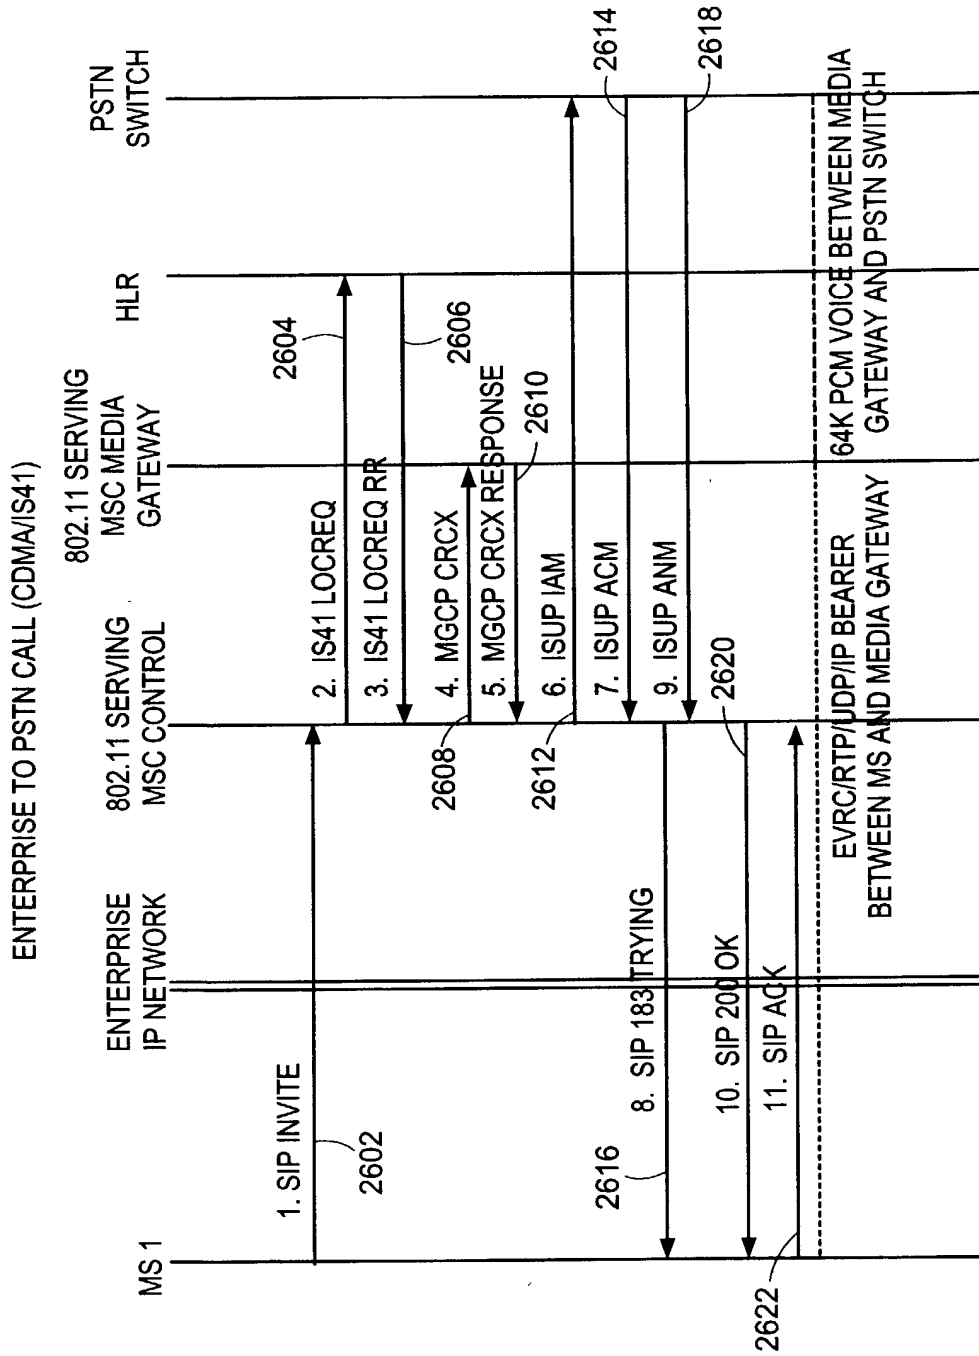 ENTERPRISE TO PSTN CALL (CDMA/IS41)
MS 1
ENTERPRISE
IP NETWORK
802.11 SERVING
MSC CONTROL
802.11 SERVING
MSC MEDIA
GATEWAY
HLR
PSTN
SWITCH
1. SIP INVITE
2602
2. IS41 LOCREQ
2604
3. IS41 LOCREQ RR
2606
4. MGCP CRCX
2608
5. MGCP CRCX RESPONSE
2610
6. ISUP IAM
2612
7. ISUP ACM
2614
8. SIP 183 TRYING
2616
9. ISUP ANM
2618
10. SIP 200 OK
2620
11. SIP ACK
2622
EVRC/RTP/UDP/IP BEARER
BETWEEN MS AND MEDIA GATEWAY
64K PCM VOICE BETWEEN MEDIA
GATEWAY AND PSTN SWITCH